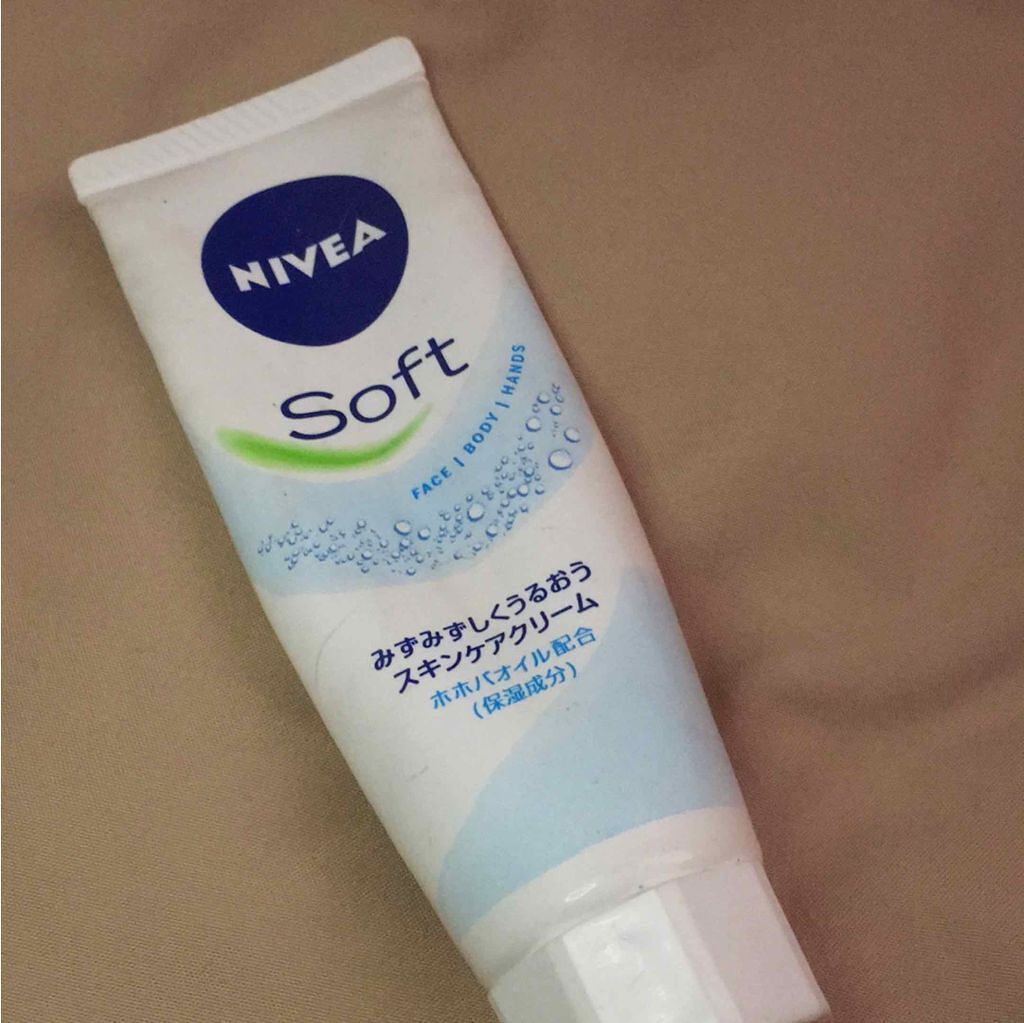 NIVEA
Soft
FACE | BODY | HANDS
みずみずしくうるおう
スキンケアクリーム
ホホバオイル配合
(保湿成分)